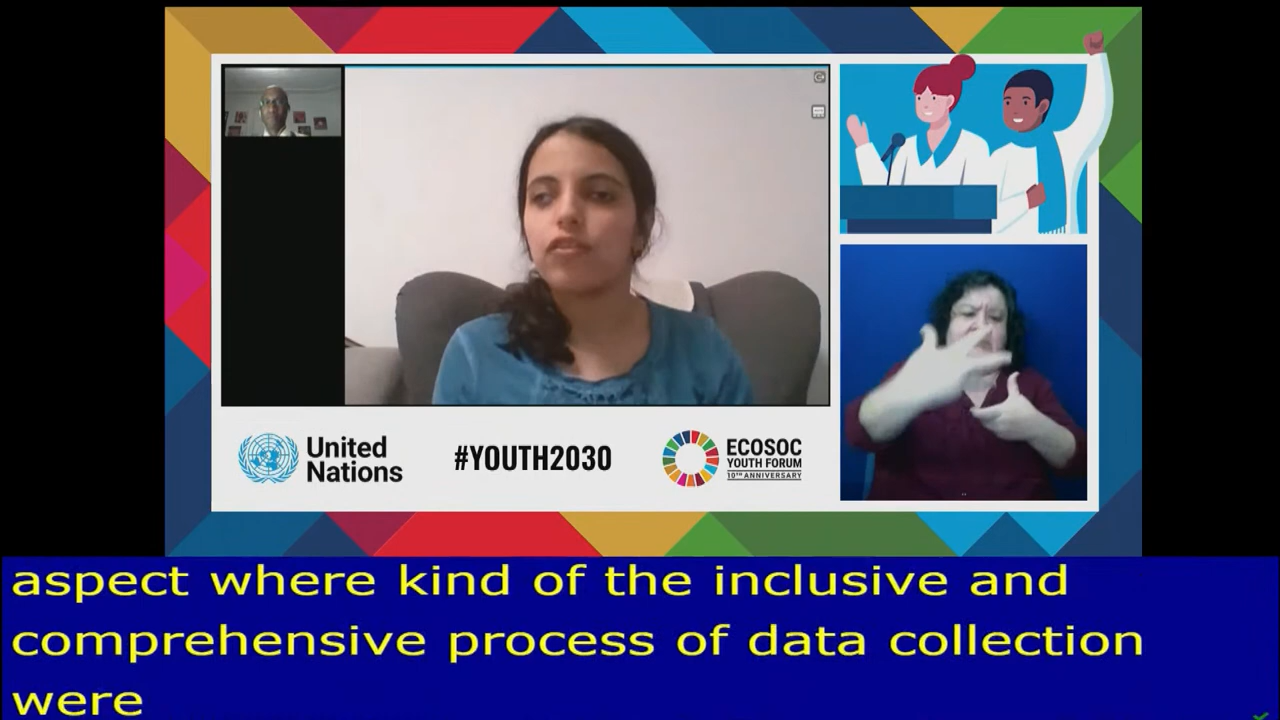 United
Nations
#YOUTH2030
ECOSOC
YOUTH FORUM
10TH ANNIVERSARY
aspect where kind of the inclusive and
comprehensive process of data collection
were